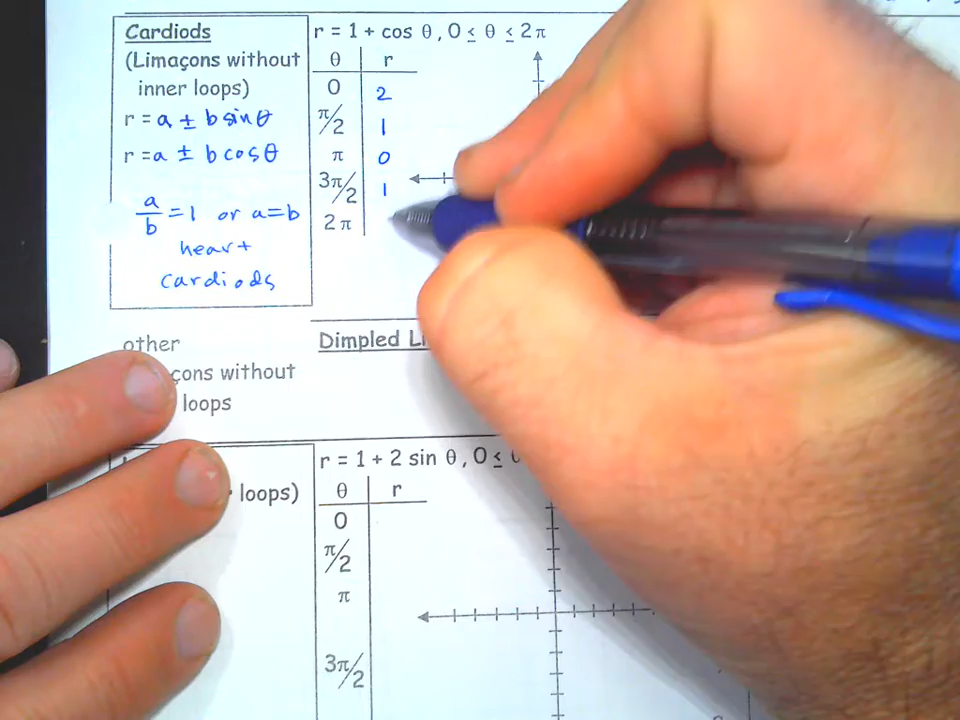 Cardiods
(Limaçons without
inner loops)
r = a ± b sin θ
r = a ± b cos θ
a/b = 1 or a=b
heart
cardiods
r = 1 + cos θ, 0 ≤ θ ≤ 2π
θ r
0 2
π/2 1
π 0
3π/2 1
2π
other
çons without
loops
Dimpled Li
loops)
r = 1 + 2 sin θ, 0 ≤
θ r
0
π/2
π
3π/2